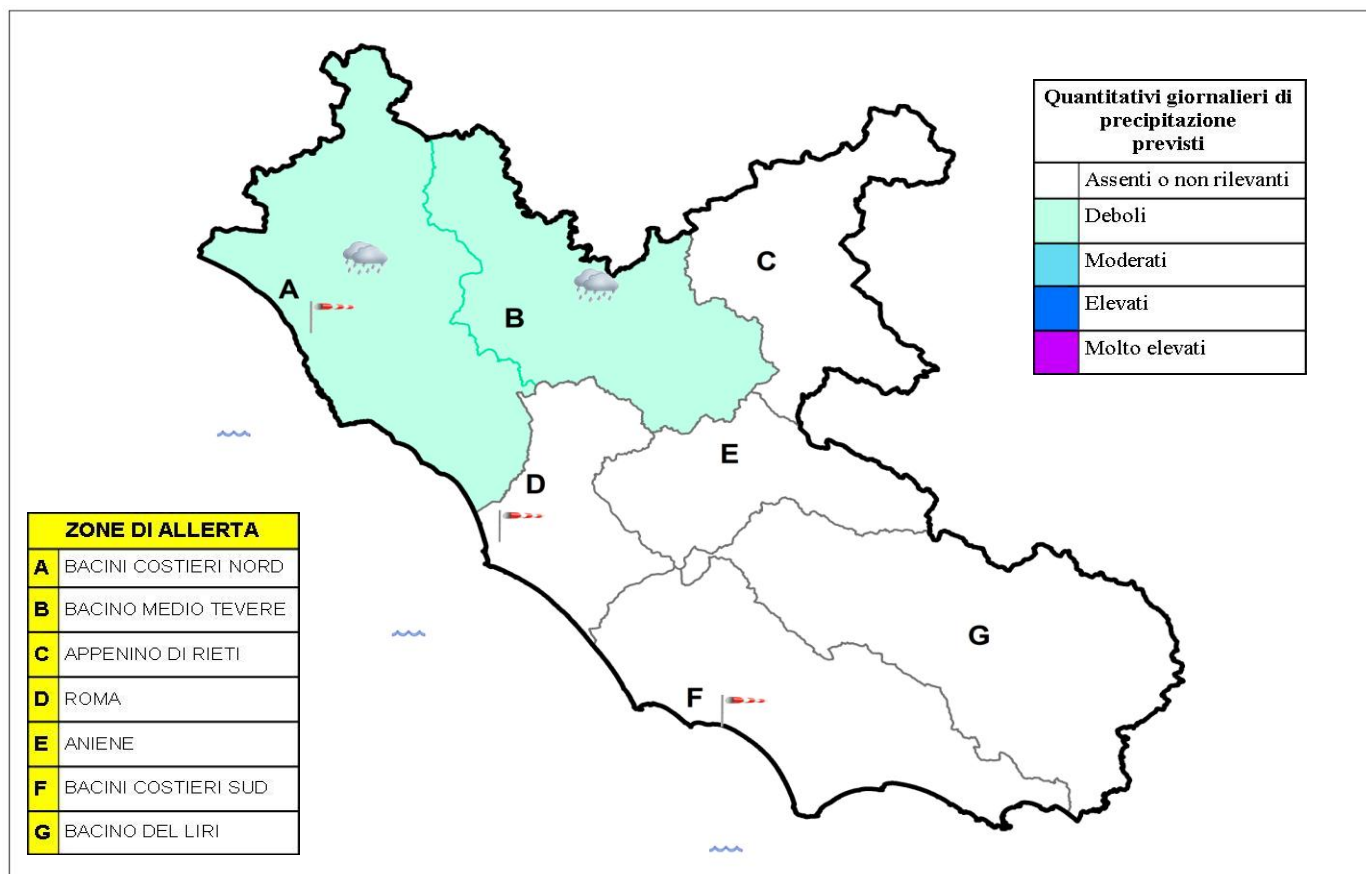 Quantitativi giornalieri di
precipitazione
previsti
Assenti o non rilevanti
Deboli
Moderati
Elevati
Molto elevati
A
B
C
D
E
F
G
ZONE DI ALLERTA
A BACINI COSTIERI NORD
B BACINO MEDIO TEVERE
C APPENINO DI RIETI
D ROMA
E ANIENE
F BACINI COSTIERI SUD
G BACINO DEL LIRI